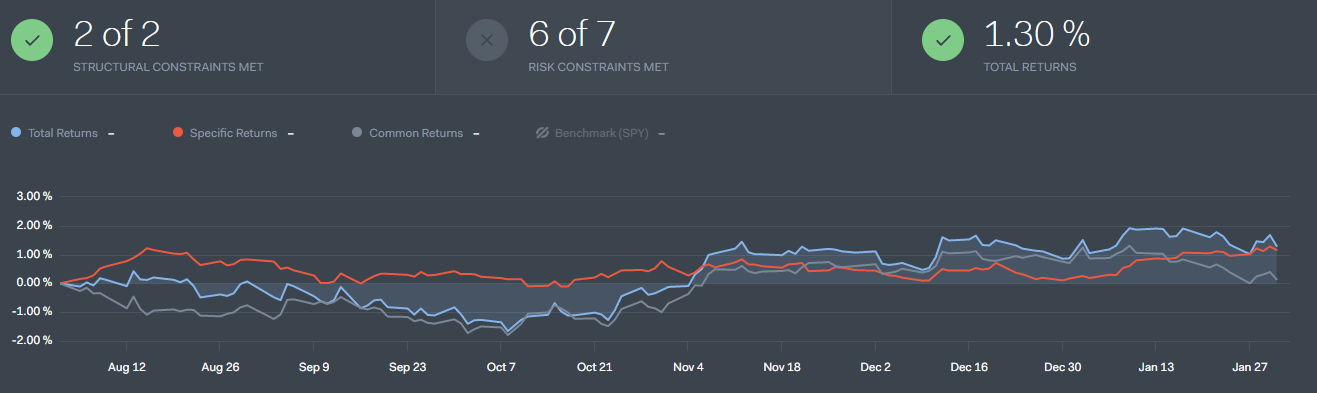 2 of 2
STRUCTURAL CONSTRAINTS MET
6 of 7
RISK CONSTRAINTS MET
1.30 %
TOTAL RETURNS
Total Returns – Specific Returns – Common Returns – Benchmark (SPY) –
3.00 %
2.00 %
1.00 %
0.00 %
-1.00 %
-2.00 %
Aug 12 Aug 26 Sep 9 Sep 23 Oct 7 Oct 21 Nov 4 Nov 18 Dec 2 Dec 16 Dec 30 Jan 13 Jan 27